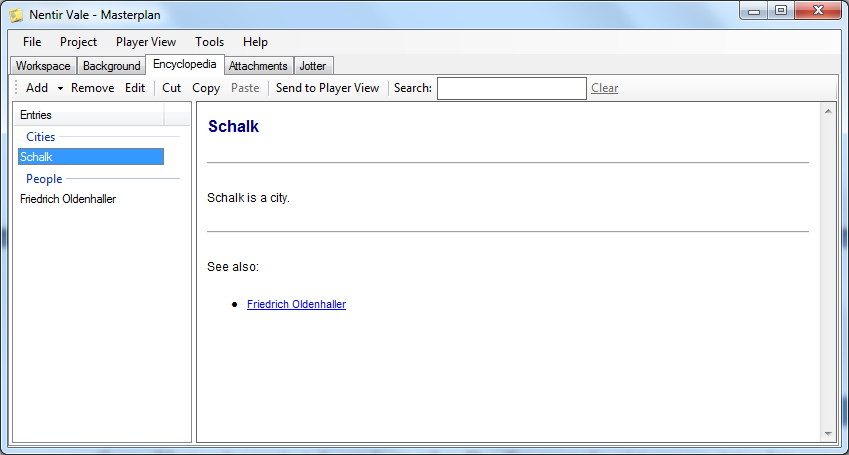 Nentir Vale - Masterplan
File Project Player View Tools Help
Workspace Background Encyclopedia Attachments Jotter
Add Remove Edit Cut Copy Paste Send to Player View Search: Clear
Entries
Cities
Schalk
People
Friedrich Oldenhaller
Schalk
Schalk is a city.
See also:
• Friedrich Oldenhaller